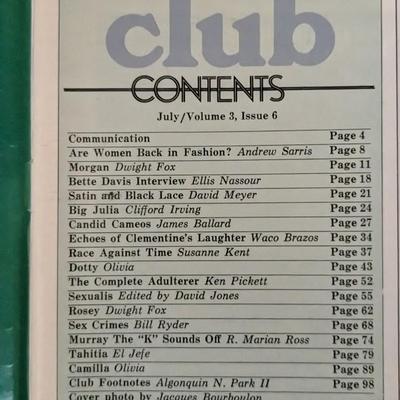 club
CONTENTS
July/Volume 3, Issue 6
Communication Page 4
Are Women Back in Fashion? Andrew Sarris Page 8
Morgan Dwight Fox Page 11
Bette Davis Interview Ellis Nassour Page 18
Satin and Black Lace David Meyer Page 21
Big Julia Clifford Irving Page 24
Candid Cameos James Ballard Page 27
Echoes of Clementine's Laughter Waco Brazos Page 34
Race Against Time Susanne Kent Page 37
Dotty Olivia Page 43
The Complete Adulterer Ken Pickett Page 52
Sexualis Edited by David Jones Page 55
Rosey Dwight Fox Page 62
Sex Crimes Bill Ryder Page 68
Murray The "K" Sounds Off R. Marian Ross Page 74
Tahitia El Jefe Page 79
Camilla Olivia Page 89
Club Footnotes Algonquin N. Park II Page 98
Cover photo by Jacques Bourboulon